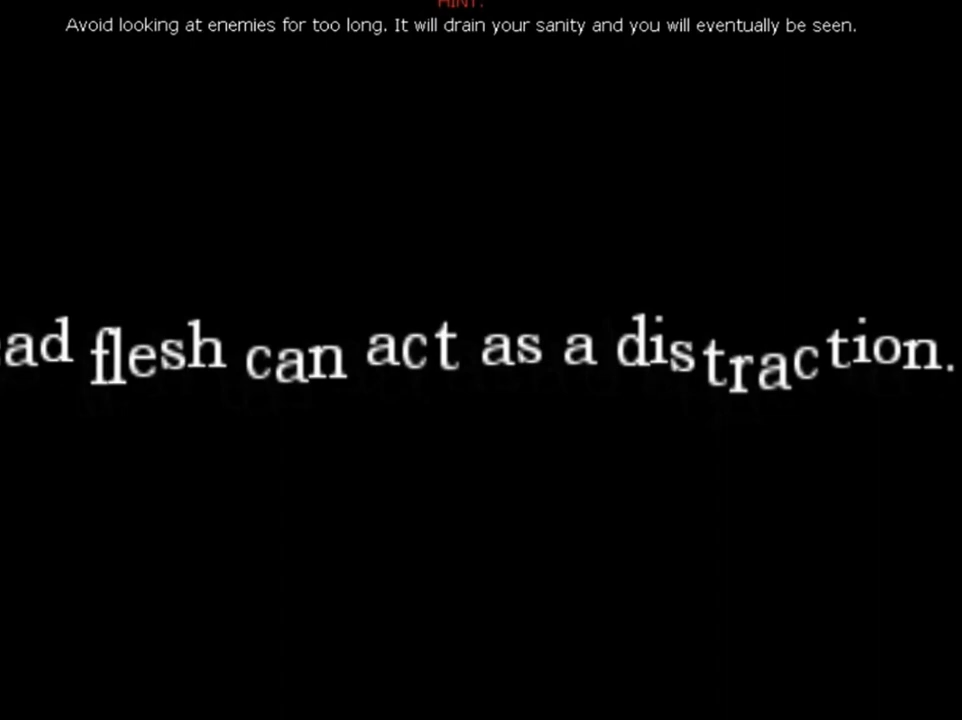 HINT:
Avoid looking at enemies for too long. It will drain your sanity and you will eventually be seen.
ad flesh can act as a distraction.